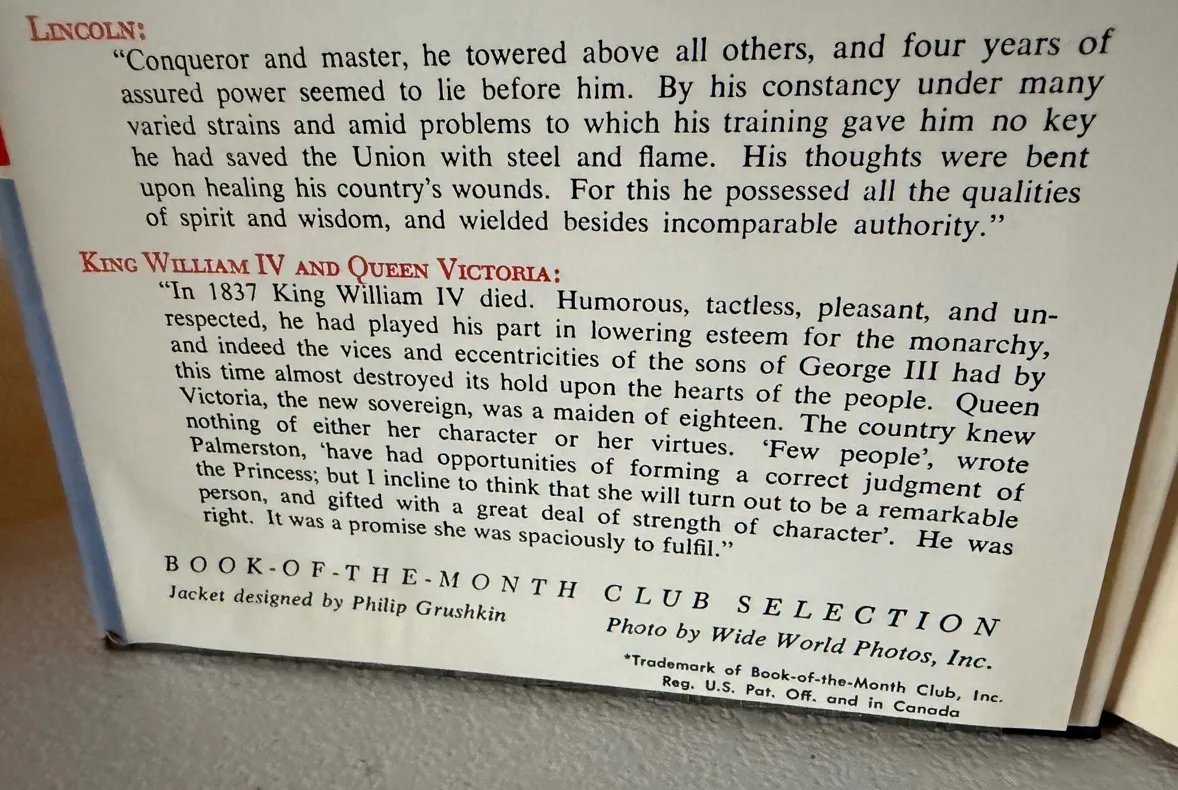 LINCOLN:
“Conqueror and master, he towered above all others, and four years of
assured power seemed to lie before him. By his constancy under many
varied strains and amid problems to which his training gave him no key
he had saved the Union with steel and flame. His thoughts were bent
upon healing his country’s wounds. For this he possessed all the qualities
of spirit and wisdom, and wielded besides incomparable authority.”
KING WILLIAM IV AND QUEEN VICTORIA:
“In 1837 King William IV died. Humorous, tactless, pleasant, and un-
respected, he had played his part in lowering esteem for the monarchy,
and indeed the vices and eccentricities of the sons of George III had by
this time almost destroyed its hold upon the hearts of the people. Queen
Victoria, the new sovereign, was a maiden of eighteen. The country knew
nothing of either her character or her virtues. ‘Few people’, wrote
Palmerston, ‘have had opportunities of forming a correct judgment of
the Princess; but I incline to think that she will turn out to be a remarkable
person, and gifted with a great deal of strength of character’. He was
right. It was a promise she was spaciously to fulfil.”
BOOK-OF-THE-MONTH CLUB SELECTION
Jacket designed by Philip Grushkin
Photo by Wide World Photos, Inc.
*Trademark of Book-of-the-Month Club, Inc.
Reg. U.S. Pat. Off. and in Canada